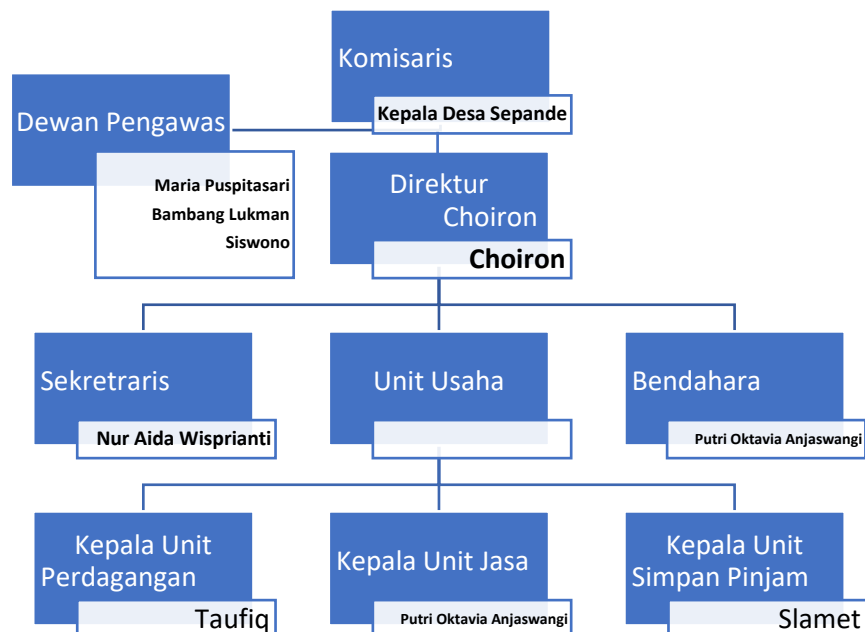 Komisaris
Kepala Desa Sepande
Dewan Pengawas
Maria Puspitasari
Bambang Lukman
Siswono
Direktur
Choiron
Choiron
Sekretraris
Nur Aida Wisprianti
Unit Usaha
Bendahara
Putri Oktavia Anjaswangi
Kepala Unit
Perdagangan
Taufiq
Kepala Unit Jasa
Putri Oktavia Anjaswangi
Kepala Unit
Simpan Pinjam
Slamet